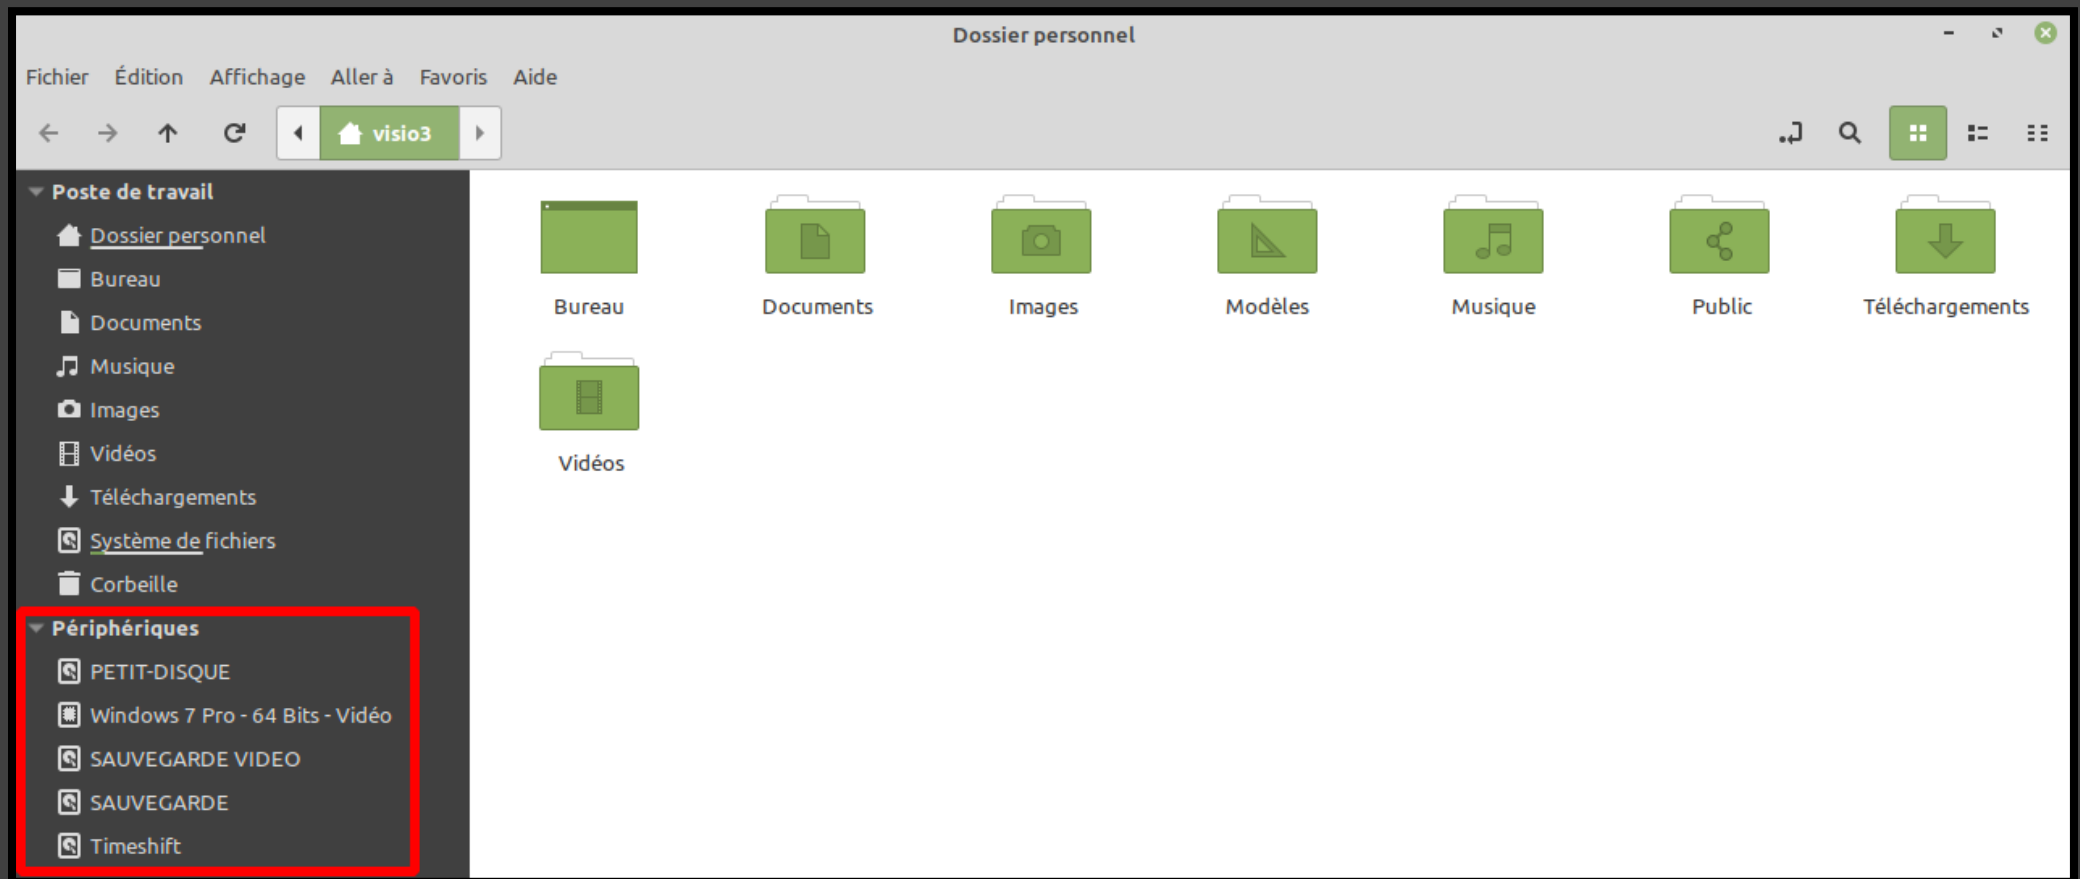 Dossier personnel
Fichier Édition Affichage Aller à Favoris Aide
visio3
Poste de travail
Dossier personnel
Bureau
Documents
Musique
Images
Vidéos
Téléchargements
Système de fichiers
Corbeille
Périphériques
PETIT-DISQUE
Windows 7 Pro - 64 Bits - Vidéo
SAUVEGARDE VIDEO
SAUVEGARDE
Timeshift
Bureau Documents Images Modèles Musique Public Téléchargements
Vidéos